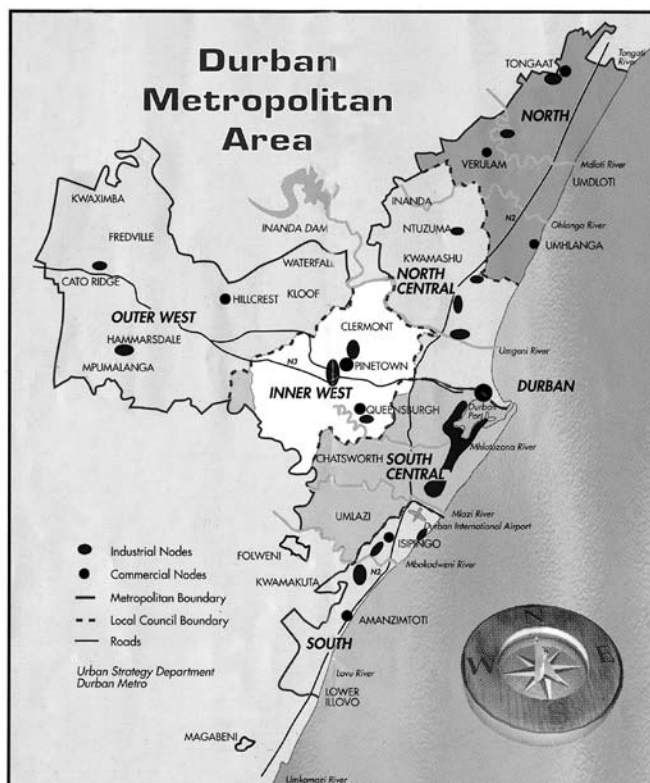 Durban
Metropolitan
Area
Tongati
River
TONGAAT
NORTH
VERULAM
Mdloti River
UMDLOTI
KWAXIMBA
INANDA
N2
Ohlanga River
FREDVILLE
INANDA DAM
NTUZUMA
UMHLANGA
WATERFALL
KWAMASHU
CATO RIDGE
NORTH
CENTRAL
HILLCREST
KLOOF
OUTER WEST
CLERMONT
HAMMARSDALE
Umgeni River
N3
PINETOWN
MPUMALANGA
INNER WEST
DURBAN
QUEENSBURGH
Durban
Port
CHATSWORTH
SOUTH
CENTRAL
Mhlatuzana River
UMLAZI
Mlazi River
Durban International Airport
Industrial Nodes
FOLWENI
ISIPINGO
Commercial Nodes
Mbokodweni River
KWAMAKUTA
N2
Metropolitan Boundary
Local Council Boundary
AMANZIMTOTI
Roads
SOUTH
Urban Strategy Department
Durban Metro
Lovu River
LOWER
ILLOVO
MAGABENI
Umkomazi River
N
W
E
S